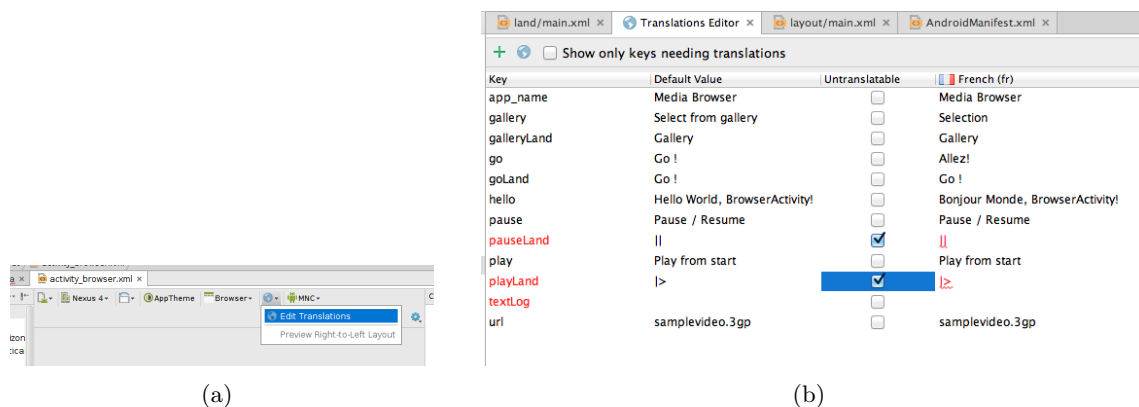 activity_browser.xml ×
Nexus 4 AppTheme Browser MNC
Edit Translations
Preview Right-to-Left Layout
(a)
land/main.xml × Translations Editor × layout/main.xml × AndroidManifest.xml ×
Show only keys needing translations
Key Default Value Untranslatable French (fr)
app_name Media Browser Media Browser
gallery Select from gallery Selection
galleryLand Gallery Gallery
go Go ! Allez!
goLand Go ! Go !
hello Hello World, BrowserActivity! Bonjour Monde, BrowserActivity!
pause Pause / Resume Pause / Resume
pauseLand || ||
play Play from start Play from start
playLand |> |>
textLog
url samplevideo.3gp samplevideo.3gp
(b)